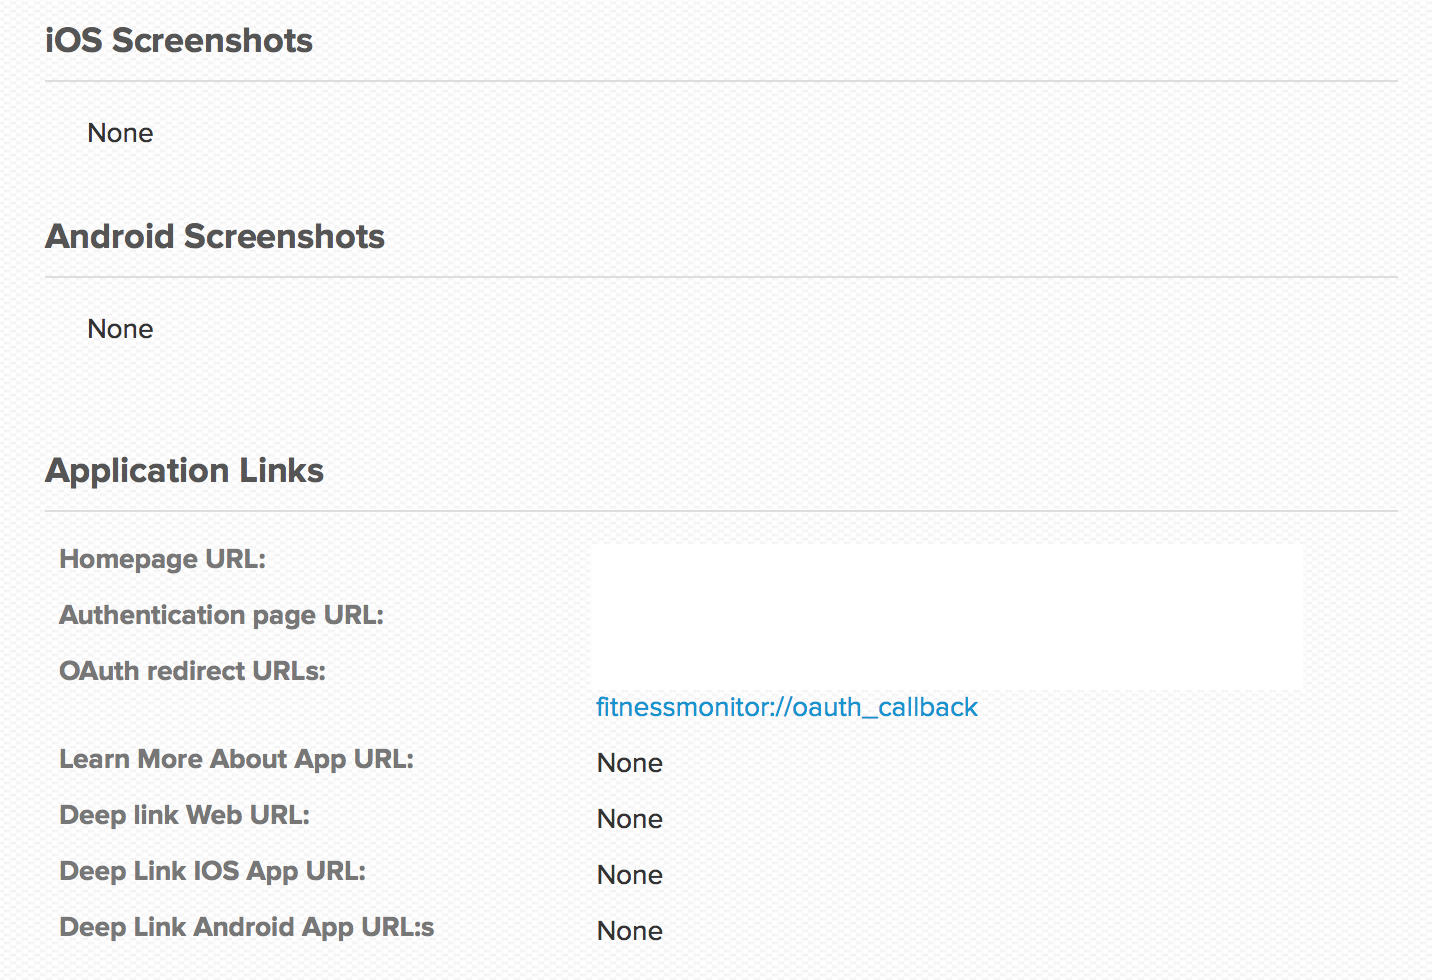 iOS Screenshots
None
Android Screenshots
None
Application Links
Homepage URL:
Authentication page URL:
OAuth redirect URLs:
fitnessmonitor://oauth_callback
Learn More About App URL:
None
Deep link Web URL:
None
Deep Link IOS App URL:
None
Deep Link Android App URL:s
None